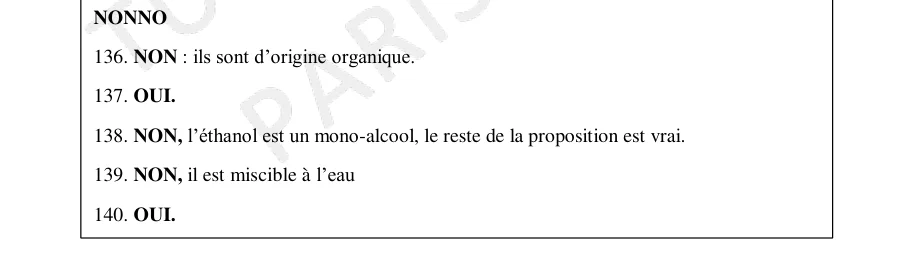 NONNO
136. NON : ils sont d’origine organique.
137. OUI.
138. NON, l’éthanol est un mono-alcool, le reste de la proposition est vrai.
139. NON, il est miscible à l’eau
140. OUI.